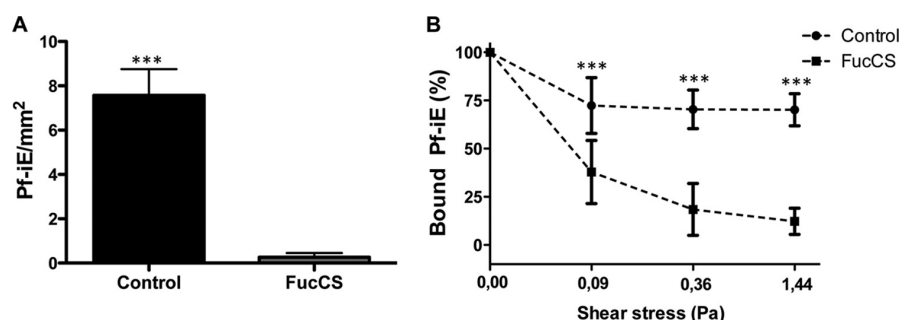 A
Pf-iE/mm²
10
8
6
4
2
0
***
Control
FucCS
B
Bound Pf-iE (%)
100
75
50
25
0
***
***
***
0,00
0,09
0,36
1,44
Shear stress (Pa)
Control
FucCS